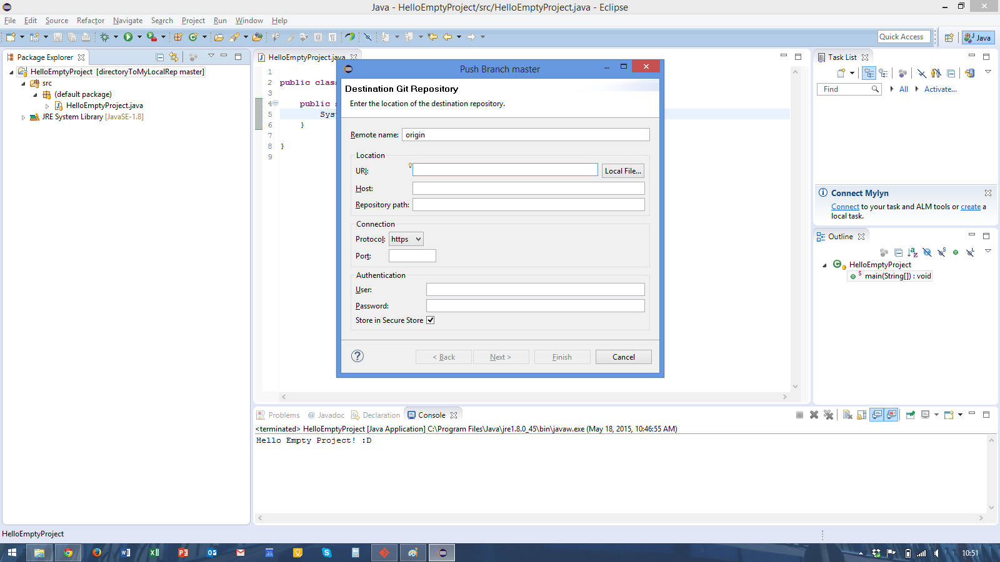 Java - HelloEmptyProject/src/HelloEmptyProject.java - Eclipse
File Edit Source Refactor Navigate Search Project Run Window Help
Quick Access
Java
Package Explorer
HelloEmptyProject [directoryToMyLocalRep master]
src
(default package)
HelloEmptyProject.java
JRE System Library [JavaSE-1.8]
HelloEmptyProject.java
1
2 public class
3
4 public s
5 Syst
6 }
7
8 }
9
Push Branch master
Destination Git Repository
Enter the location of the destination repository.
Remote name: origin
Location
URI:
Local File...
Host:
Repository path:
Connection
Protocol: https
Port:
Authentication
User:
Password:
Store in Secure Store
?
< Back
Next >
Finish
Cancel
Task List
Find
All
Activate...
Connect Mylyn
Connect to your task and ALM tools or create a
local task.
Outline
HelloEmptyProject
main(String[]) : void
Problems @ Javadoc Declaration Console
<terminated> HelloEmptyProject [Java Application] C:\Program Files\Java\jre1.8.0_45\bin\javaw.exe (May 18, 2015, 10:46:55 AM)
Hello Empty Project! :D
HelloEmptyProject
10:51